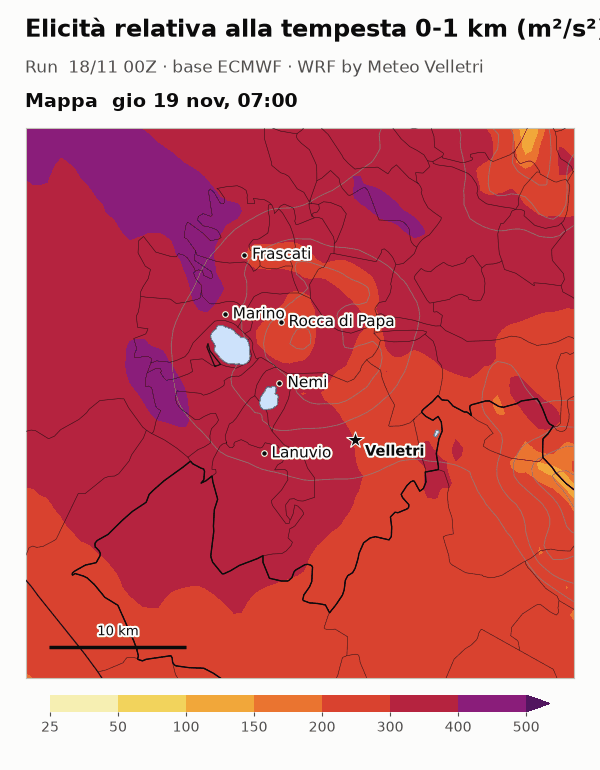 Elicità relativa alla tempesta 0-1 km (m²/s²)
Run 18/11 00Z · base ECMWF · WRF by Meteo Velletri
Mappa gio 19 nov, 07:00
Frascati
Marino
Rocca di Papa
Nemi
Velletri
Lanuvio
10 km
25 50 100 150 200 300 400 500